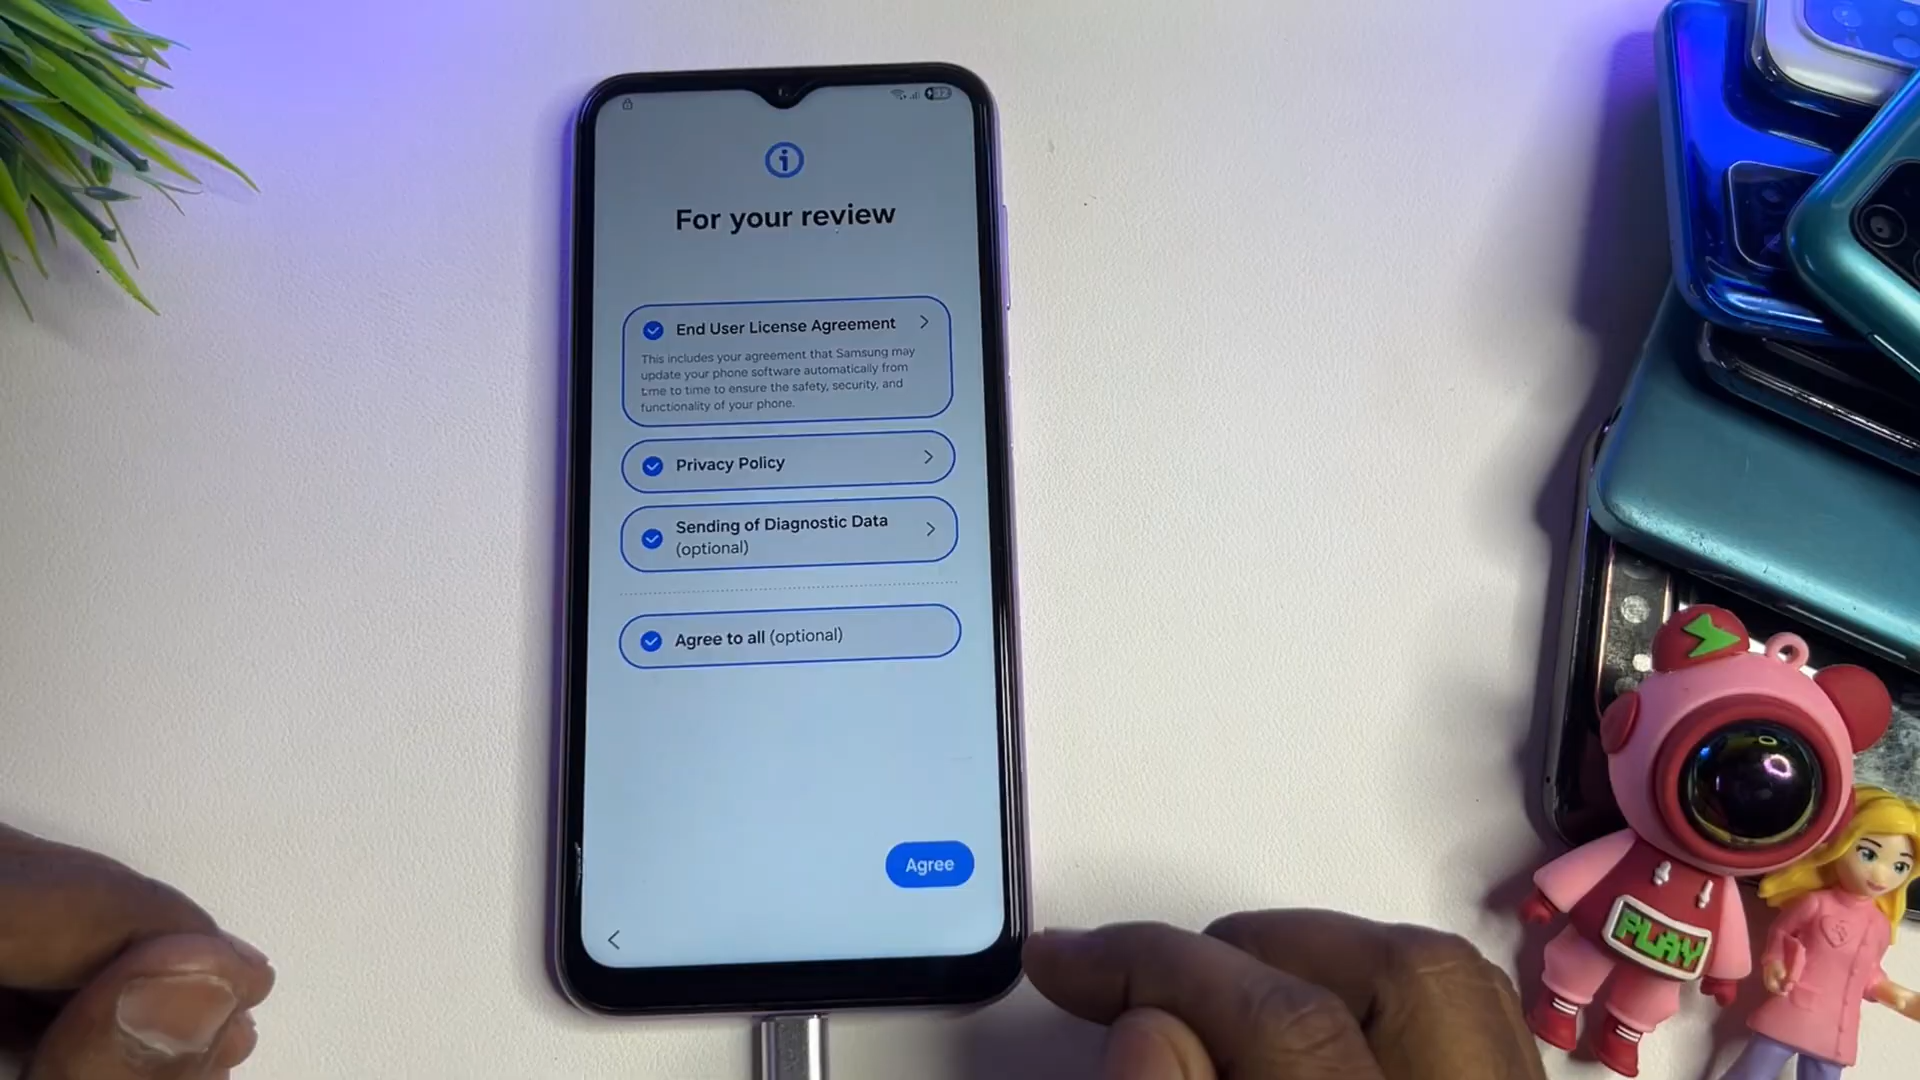 For your review
End User License Agreement
This includes your agreement that Samsung may
update your phone software automatically from
time to time to ensure the safety, security, and
functionality of your phone.
Privacy Policy
Sending of Diagnostic Data
(optional)
Agree to all (optional)
Agree
PLAY